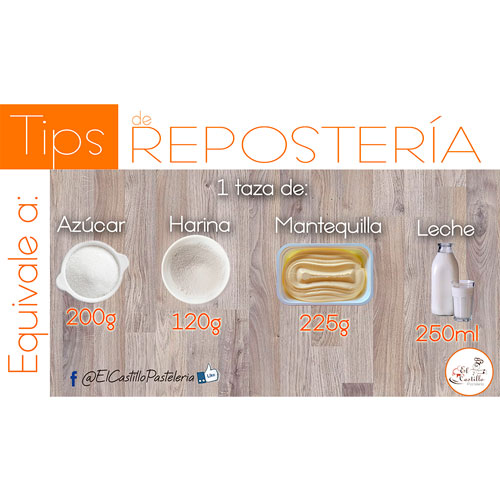 Tips de REPOSTERÍA
Equivale a:
1 taza de:
Azúcar
200g
Harina
120g
Mantequilla
225g
Leche
250ml
f @ElCastilloPasteleria Like
El Castillo